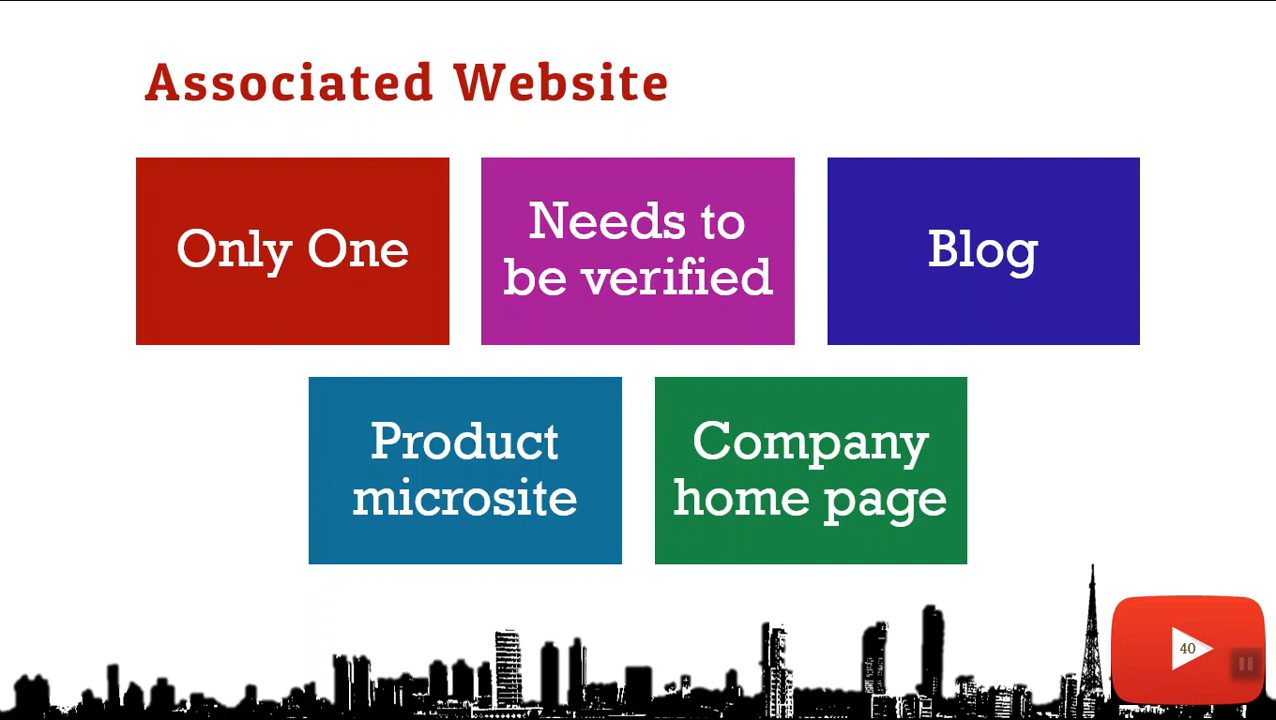 Associated Website
Only One
Needs to
be verified
Blog
Product
microsite
Company
home page
40